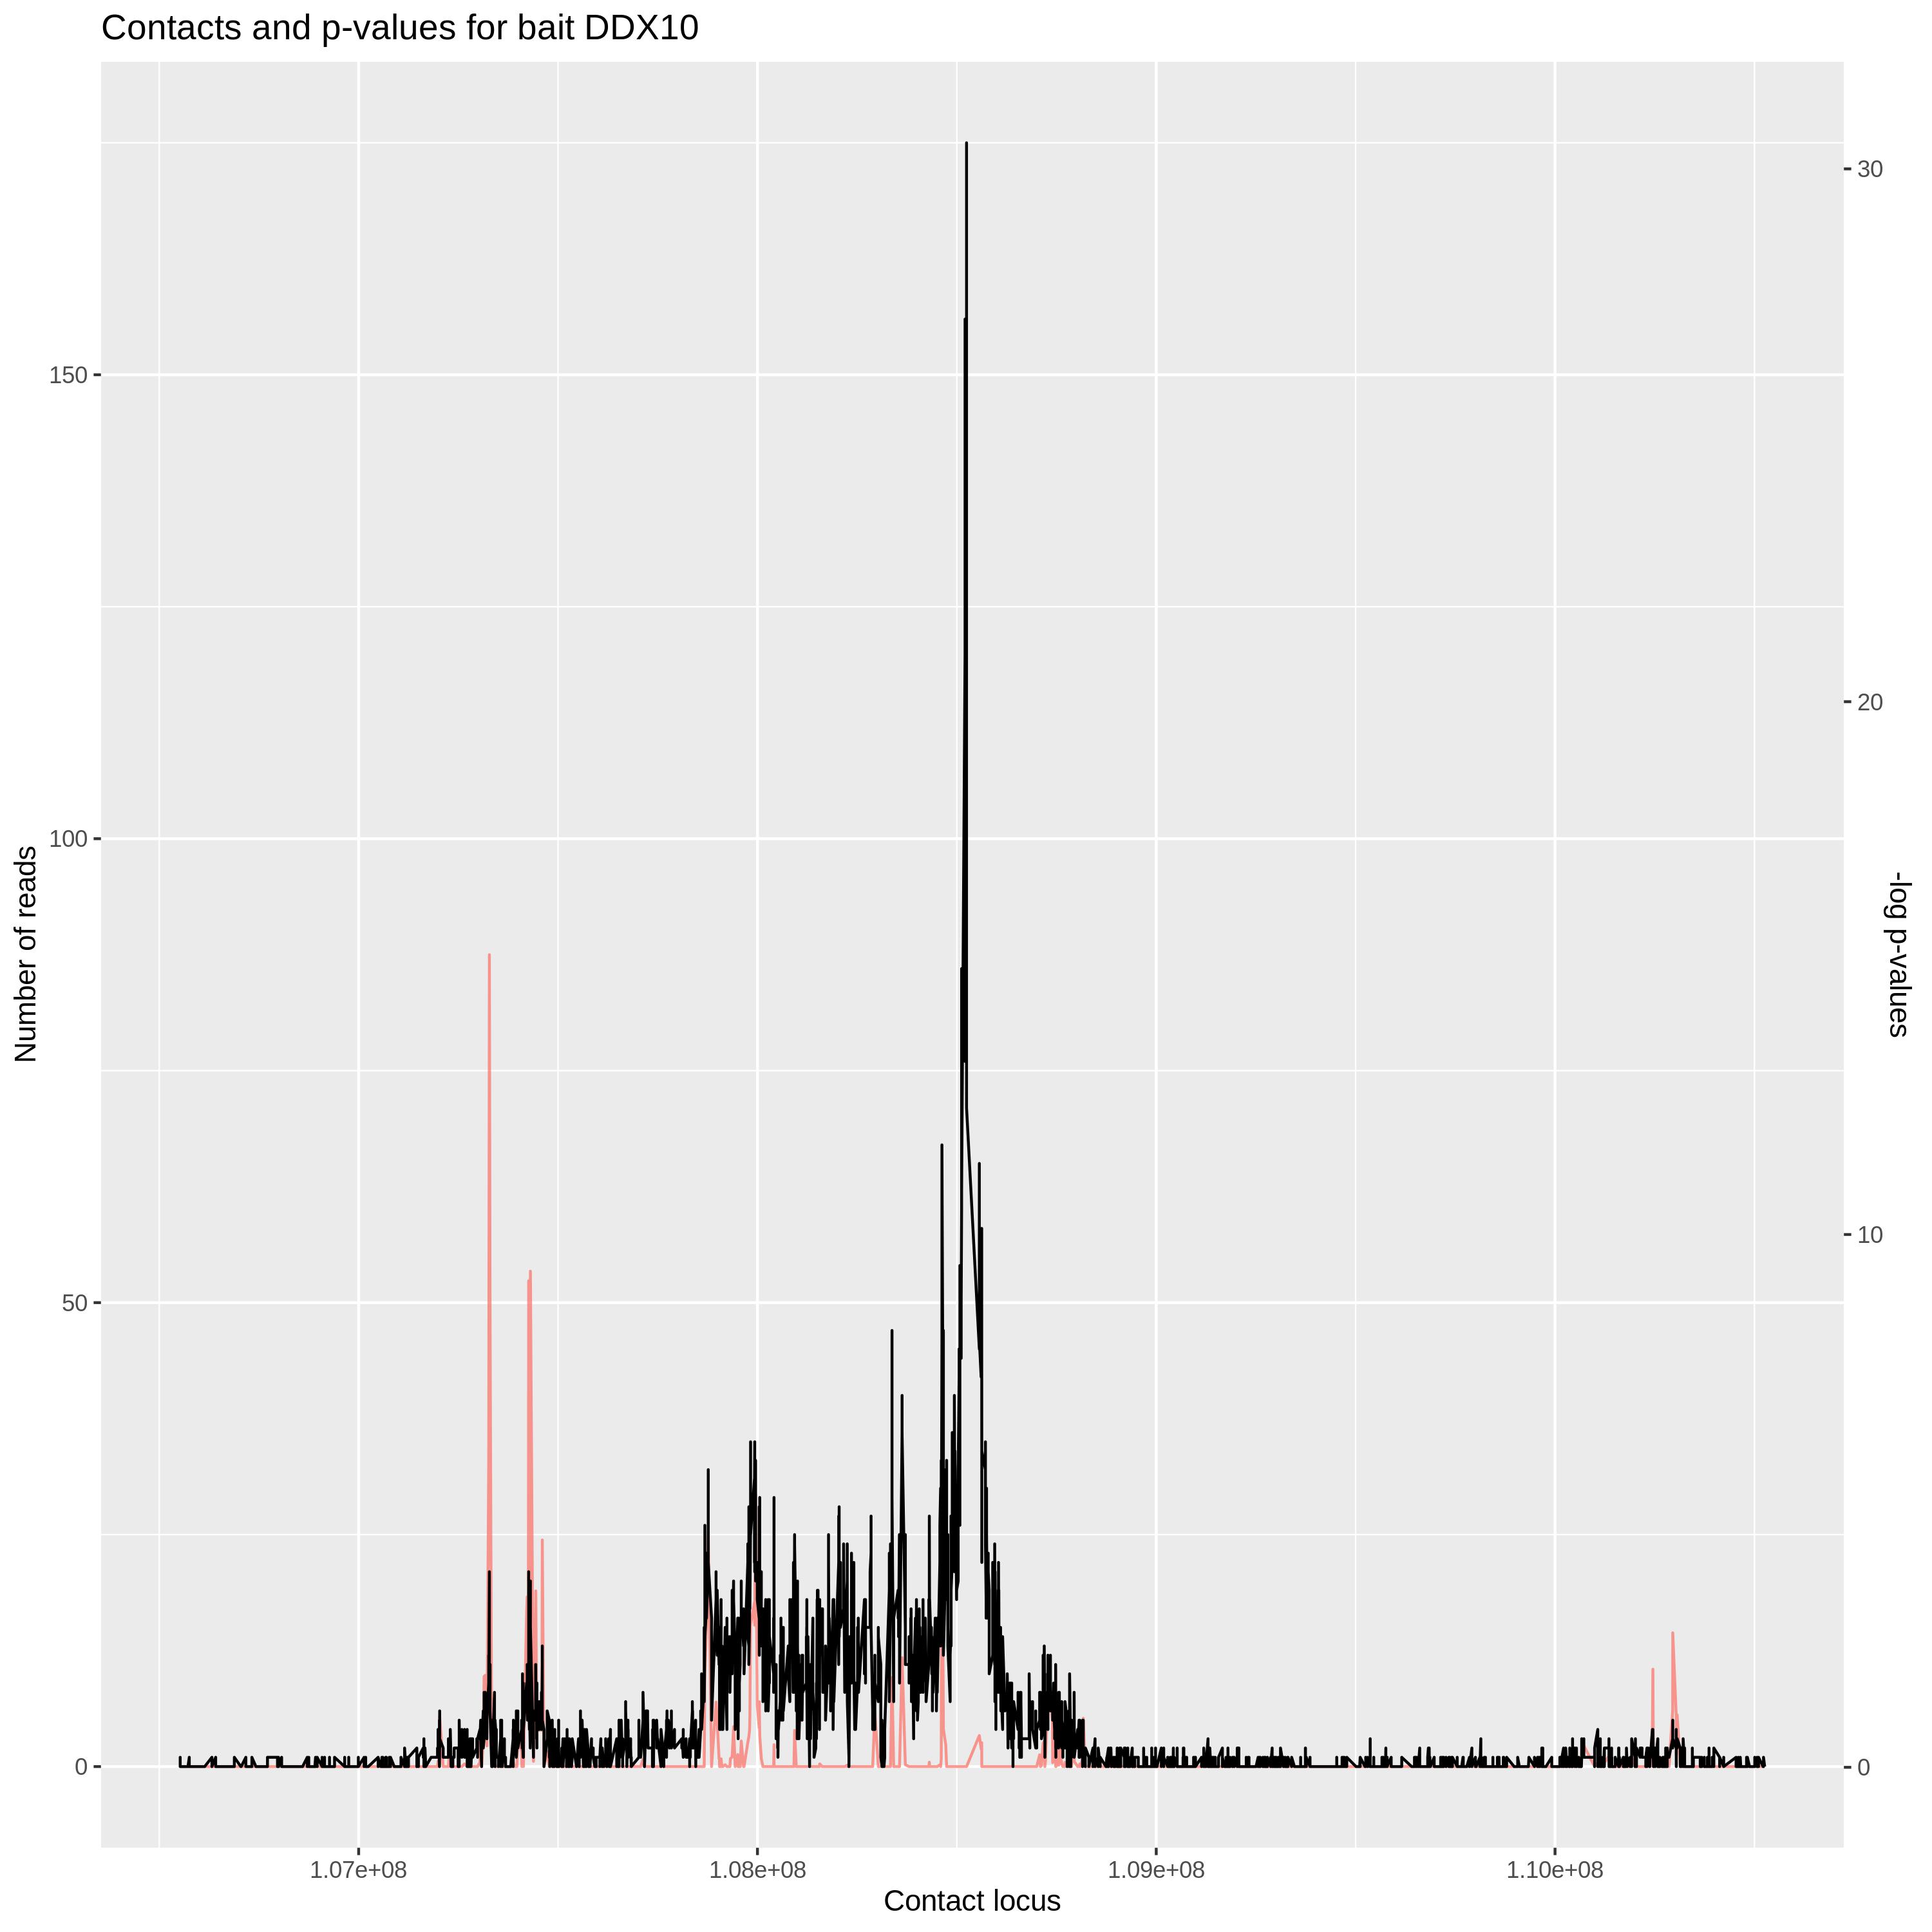 Contacts and p-values for bait DDX10
150
100
50
0
Number of reads
30
20
10
0
-log p-values
1.07e+08
1.08e+08
1.09e+08
1.10e+08
Contact locus